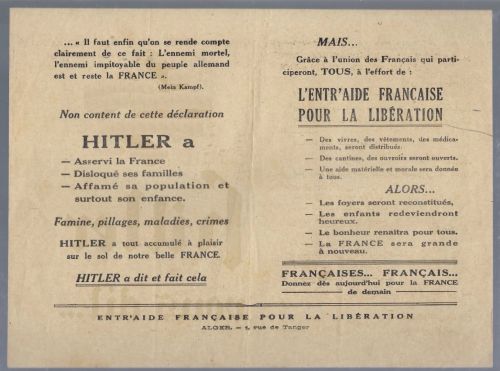 ... « Il faut enfin qu'on se rende compte
clairement de ce fait : L'ennemi mortel,
l'ennemi impitoyable du peuple allemand
est et reste la FRANCE ».
(Mein Kampf).
Non content de cette déclaration
HITLER a
— Asservi la France
— Disloqué ses familles
— Affamé sa population et
surtout son enfance.
Famine, pillages, maladies, crimes
HITLER a tout accumulé à plaisir
sur le sol de notre belle FRANCE.
HITLER a dit et fait cela
MAIS...
Grâce à l'union des Français qui parti-
ciperont, TOUS, à l'effort de :
L'ENTR'AIDE FRANÇAISE
POUR LA LIBÉRATION
— Des vivres, des vêtements, des médica-
ments, seront distribués.
— Des cantines, des ouvroirs seront ouverts.
— Une aide matérielle et morale sera donnée
à tous.
ALORS...
— Les foyers seront reconstitués,
— Les enfants redeviendront
heureux.
— Le bonheur renaîtra pour tous.
— La FRANCE sera grande
à nouveau.
FRANÇAISES... FRANÇAIS...
Donnez dès aujourd'hui pour la FRANCE
de demain
ENTR'AIDE FRANÇAISE POUR LA LIBÉRATION
ALGER. — 1, rue de Tanger